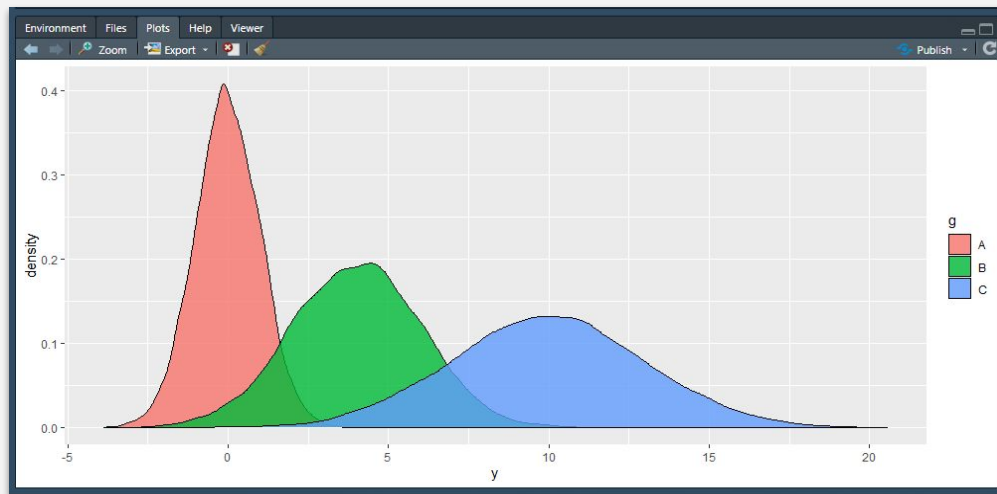 Environment Files Plots Help Viewer
Zoom Export Publish
0.4
0.3
0.2
0.1
0.0
density
-5 0 5 10 15 20
y
g
A
B
C